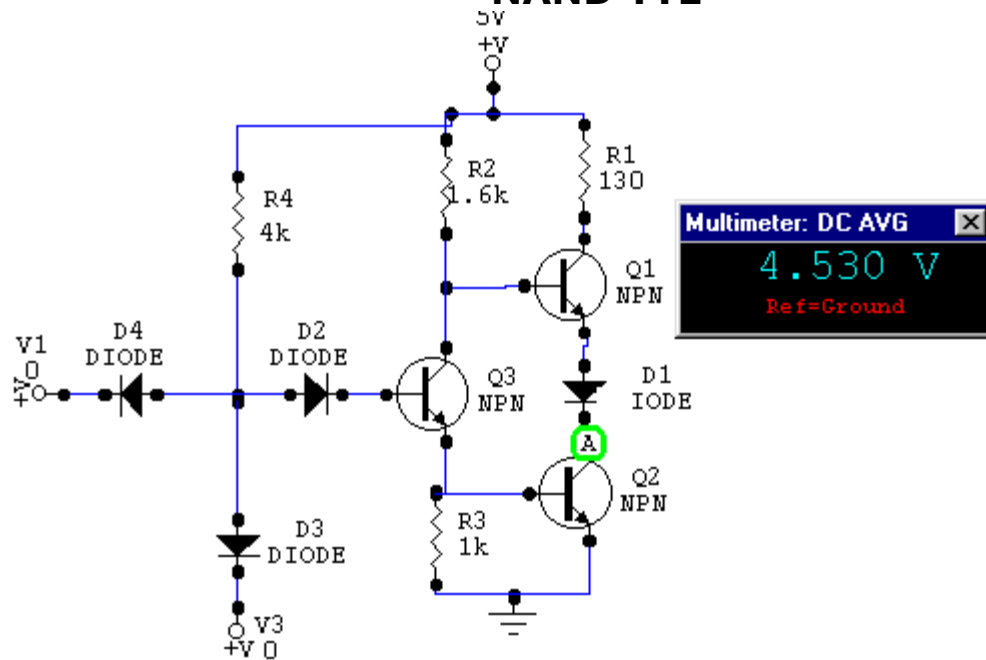 NAND TTL
5V
+V
R2
1.6k
R1
130
R4
4k
Multimeter: DC AVG
4.530 V
Ref=Ground
Q1
NPN
V1
0
+V
D4
DIODE
D2
DIODE
Q3
NPN
D1
IODE
A
Q2
NPN
R3
1k
D3
DIODE
V3
+V 0